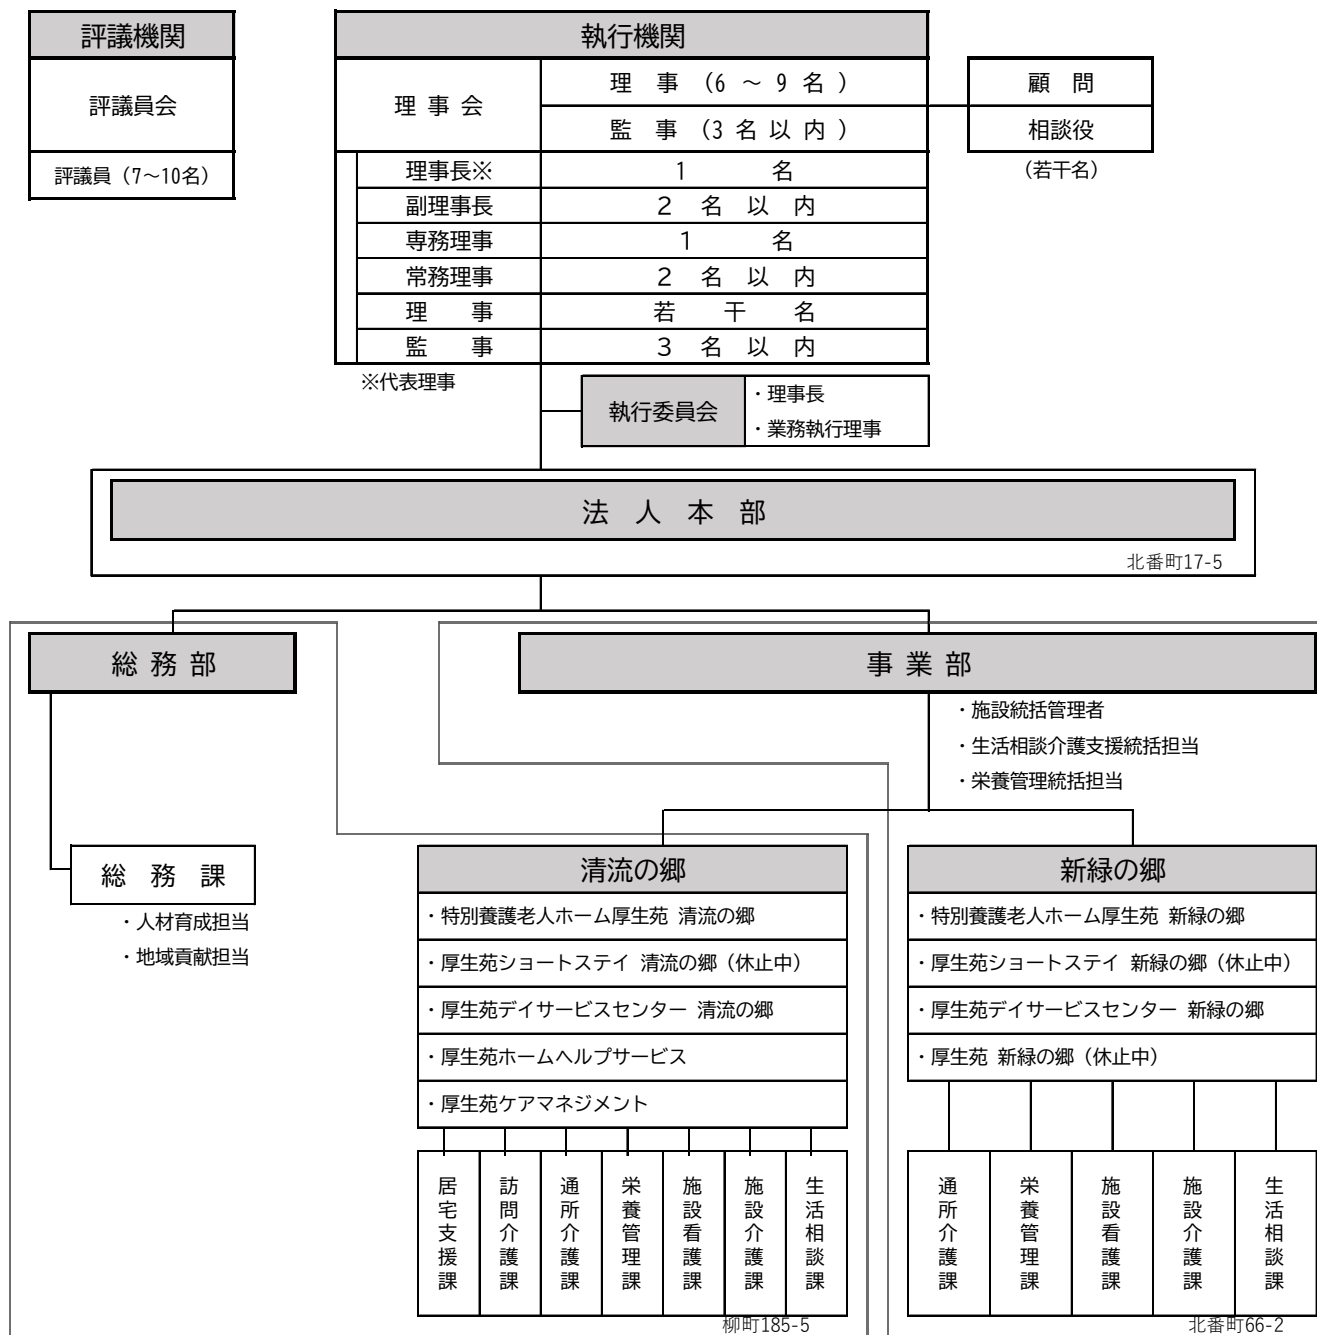 評議機関
評議員会
評議員（7～10名）
執行機関
理事会
理　事（6 ～ 9 名）
監　事（3 名 以 内）
顧　問
相談役
（若干名）
理事長※　1　名
副理事長　2　名　以　内
専務理事　1　名
常務理事　2　名　以　内
理　事　若　干　名
監　事　3　名　以　内
※代表理事
執行委員会
・理事長
・業務執行理事
法　人　本　部
北番町17-5
総 務 部
総　務　課
・人材育成担当
・地域貢献担当
事 業 部
・施設統括管理者
・生活相談介護支援統括担当
・栄養管理統括担当
清流の郷
・特別養護老人ホーム厚生苑 清流の郷
・厚生苑ショートステイ 清流の郷（休止中）
・厚生苑デイサービスセンター 清流の郷
・厚生苑ホームヘルプサービス
・厚生苑ケアマネジメント
居宅支援課
訪問介護課
通所介護課
栄養管理課
施設看護課
施設介護課
生活相談課
柳町185-5
新緑の郷
・特別養護老人ホーム厚生苑 新緑の郷
・厚生苑ショートステイ 新緑の郷（休止中）
・厚生苑デイサービスセンター 新緑の郷
・厚生苑 新緑の郷（休止中）
通所介護課
栄養管理課
施設看護課
施設介護課
生活相談課
北番町66-2